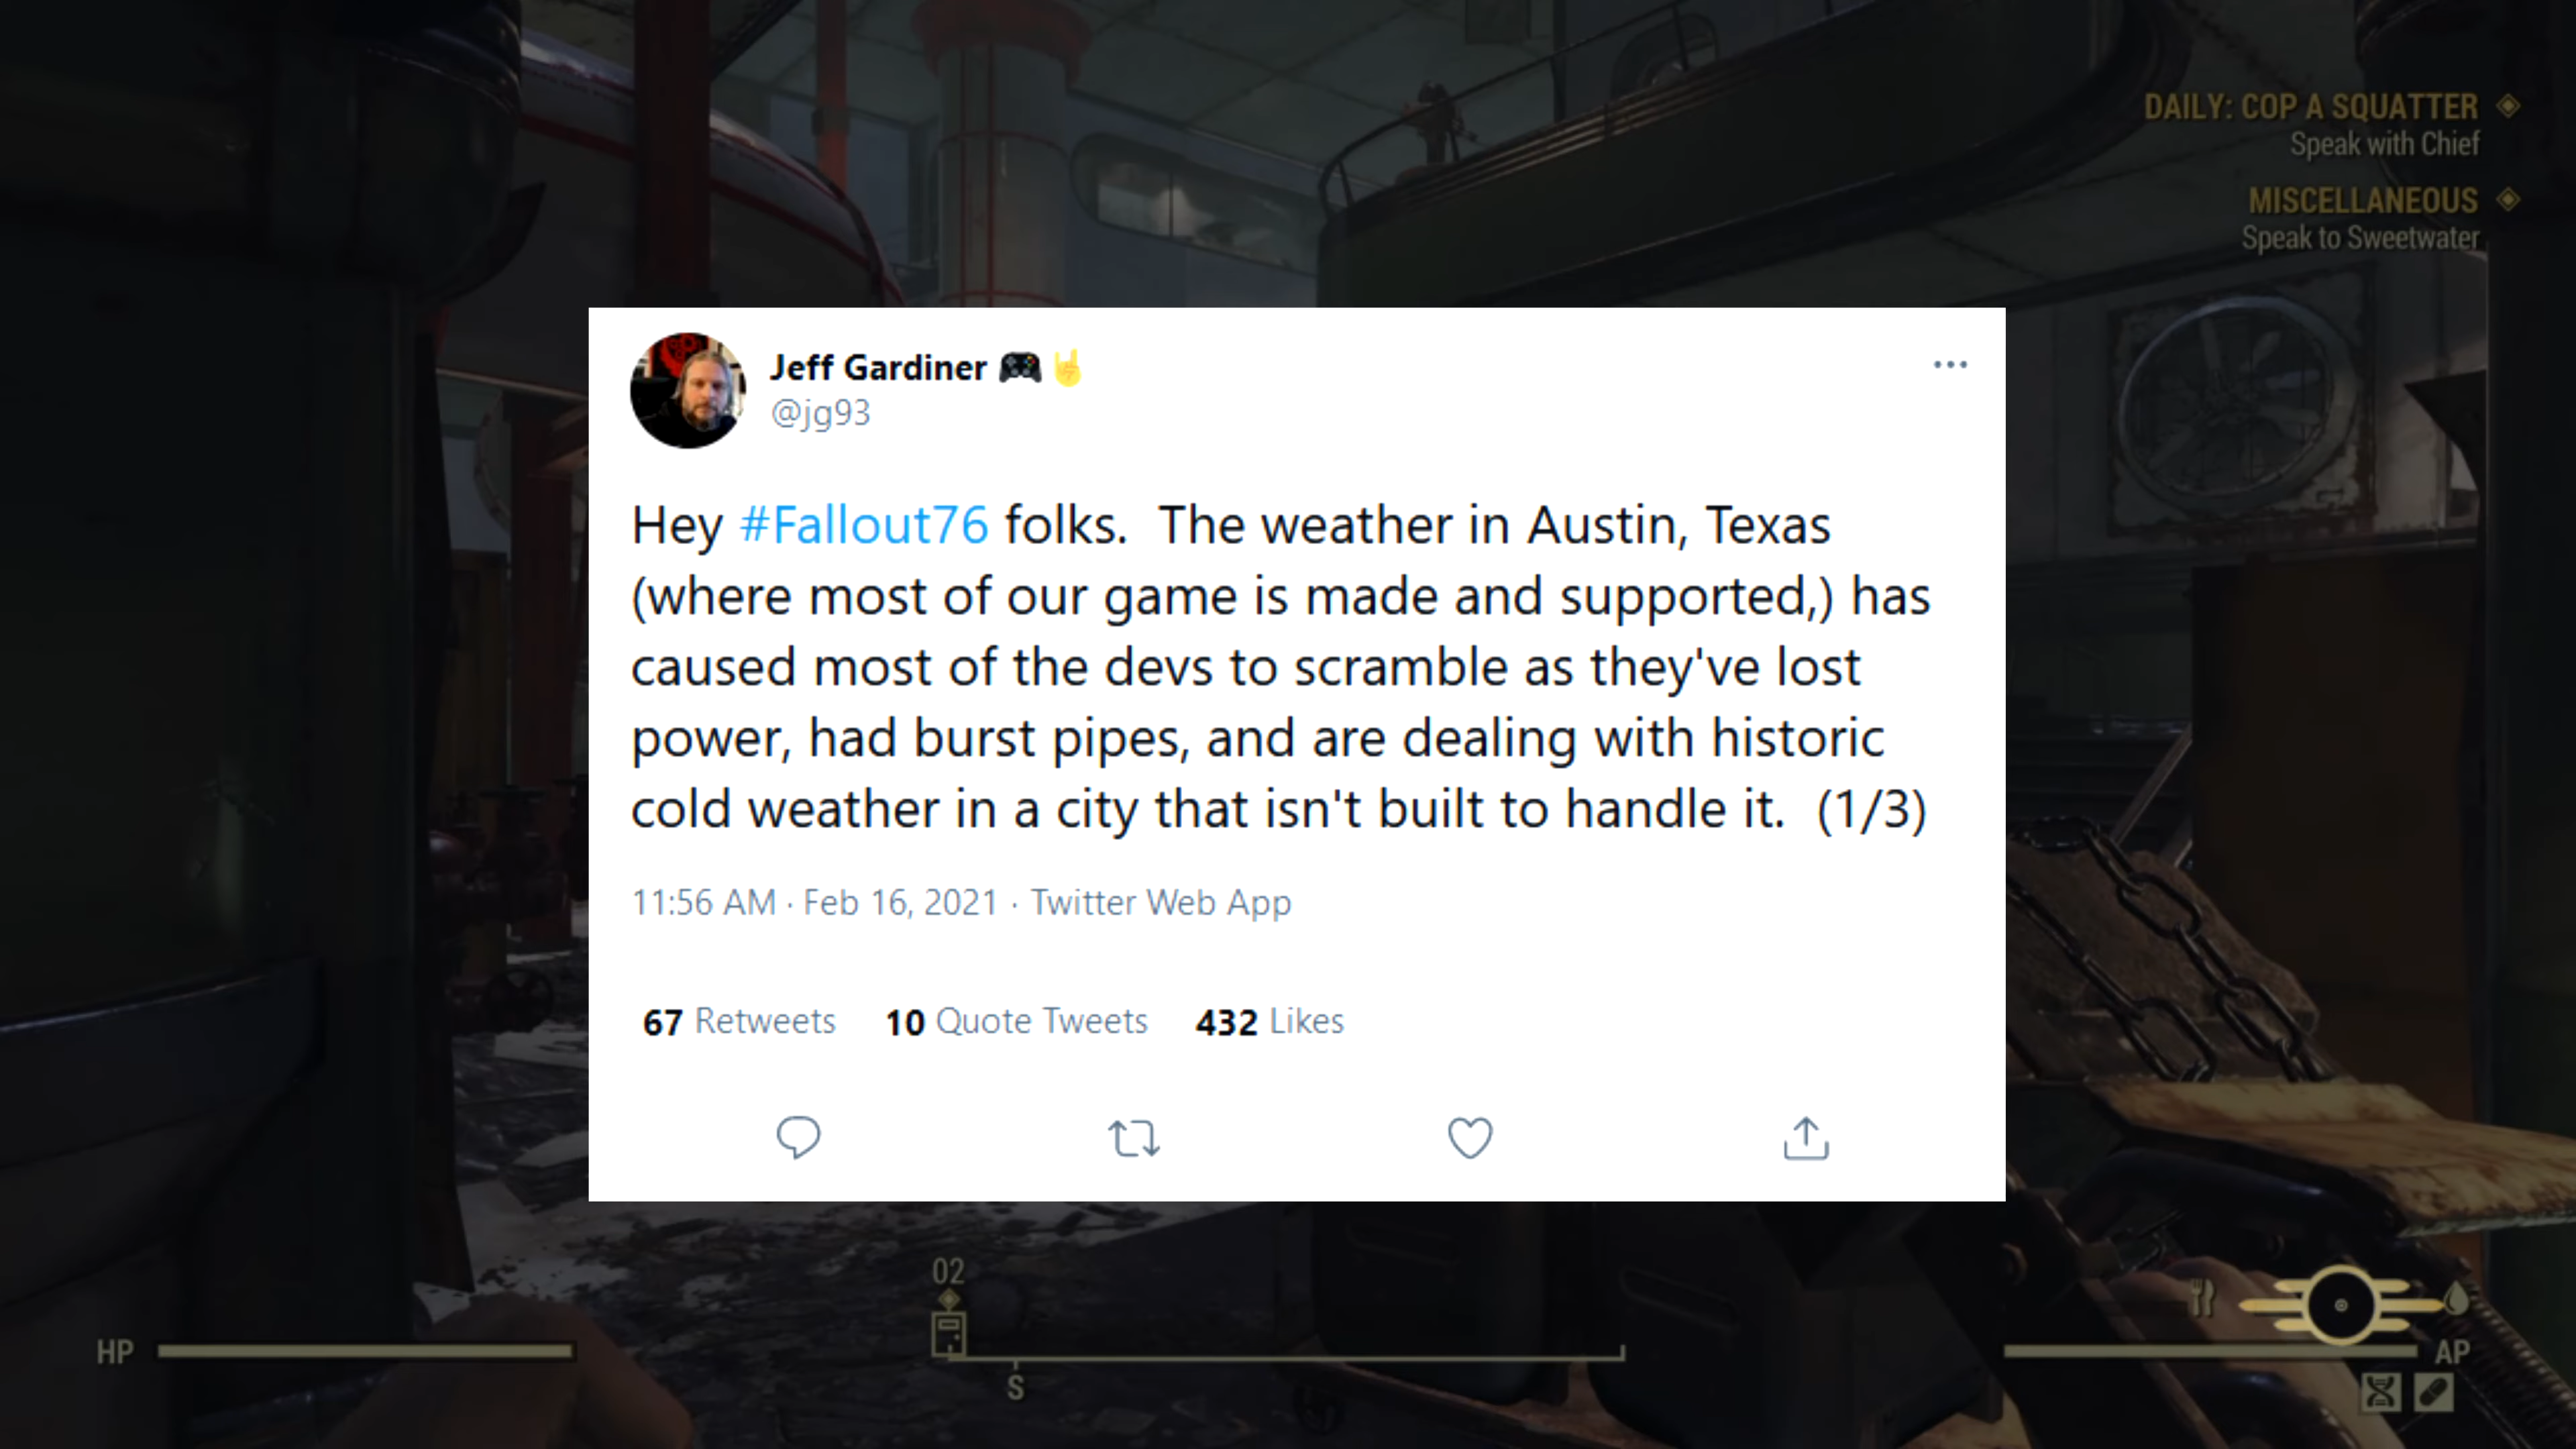 DAILY: COP A SQUATTER
Speak with Chief
MISCELLANEOUS
Speak to Sweetwater
Jeff Gardiner 🎮🤘
@jg93
Hey #Fallout76 folks.  The weather in Austin, Texas
(where most of our game is made and supported,) has
caused most of the devs to scramble as they've lost
power, had burst pipes, and are dealing with historic
cold weather in a city that isn't built to handle it.  (1/3)
11:56 AM · Feb 16, 2021 · Twitter Web App
67 Retweets 10 Quote Tweets 432 Likes
02
HP
S
AP